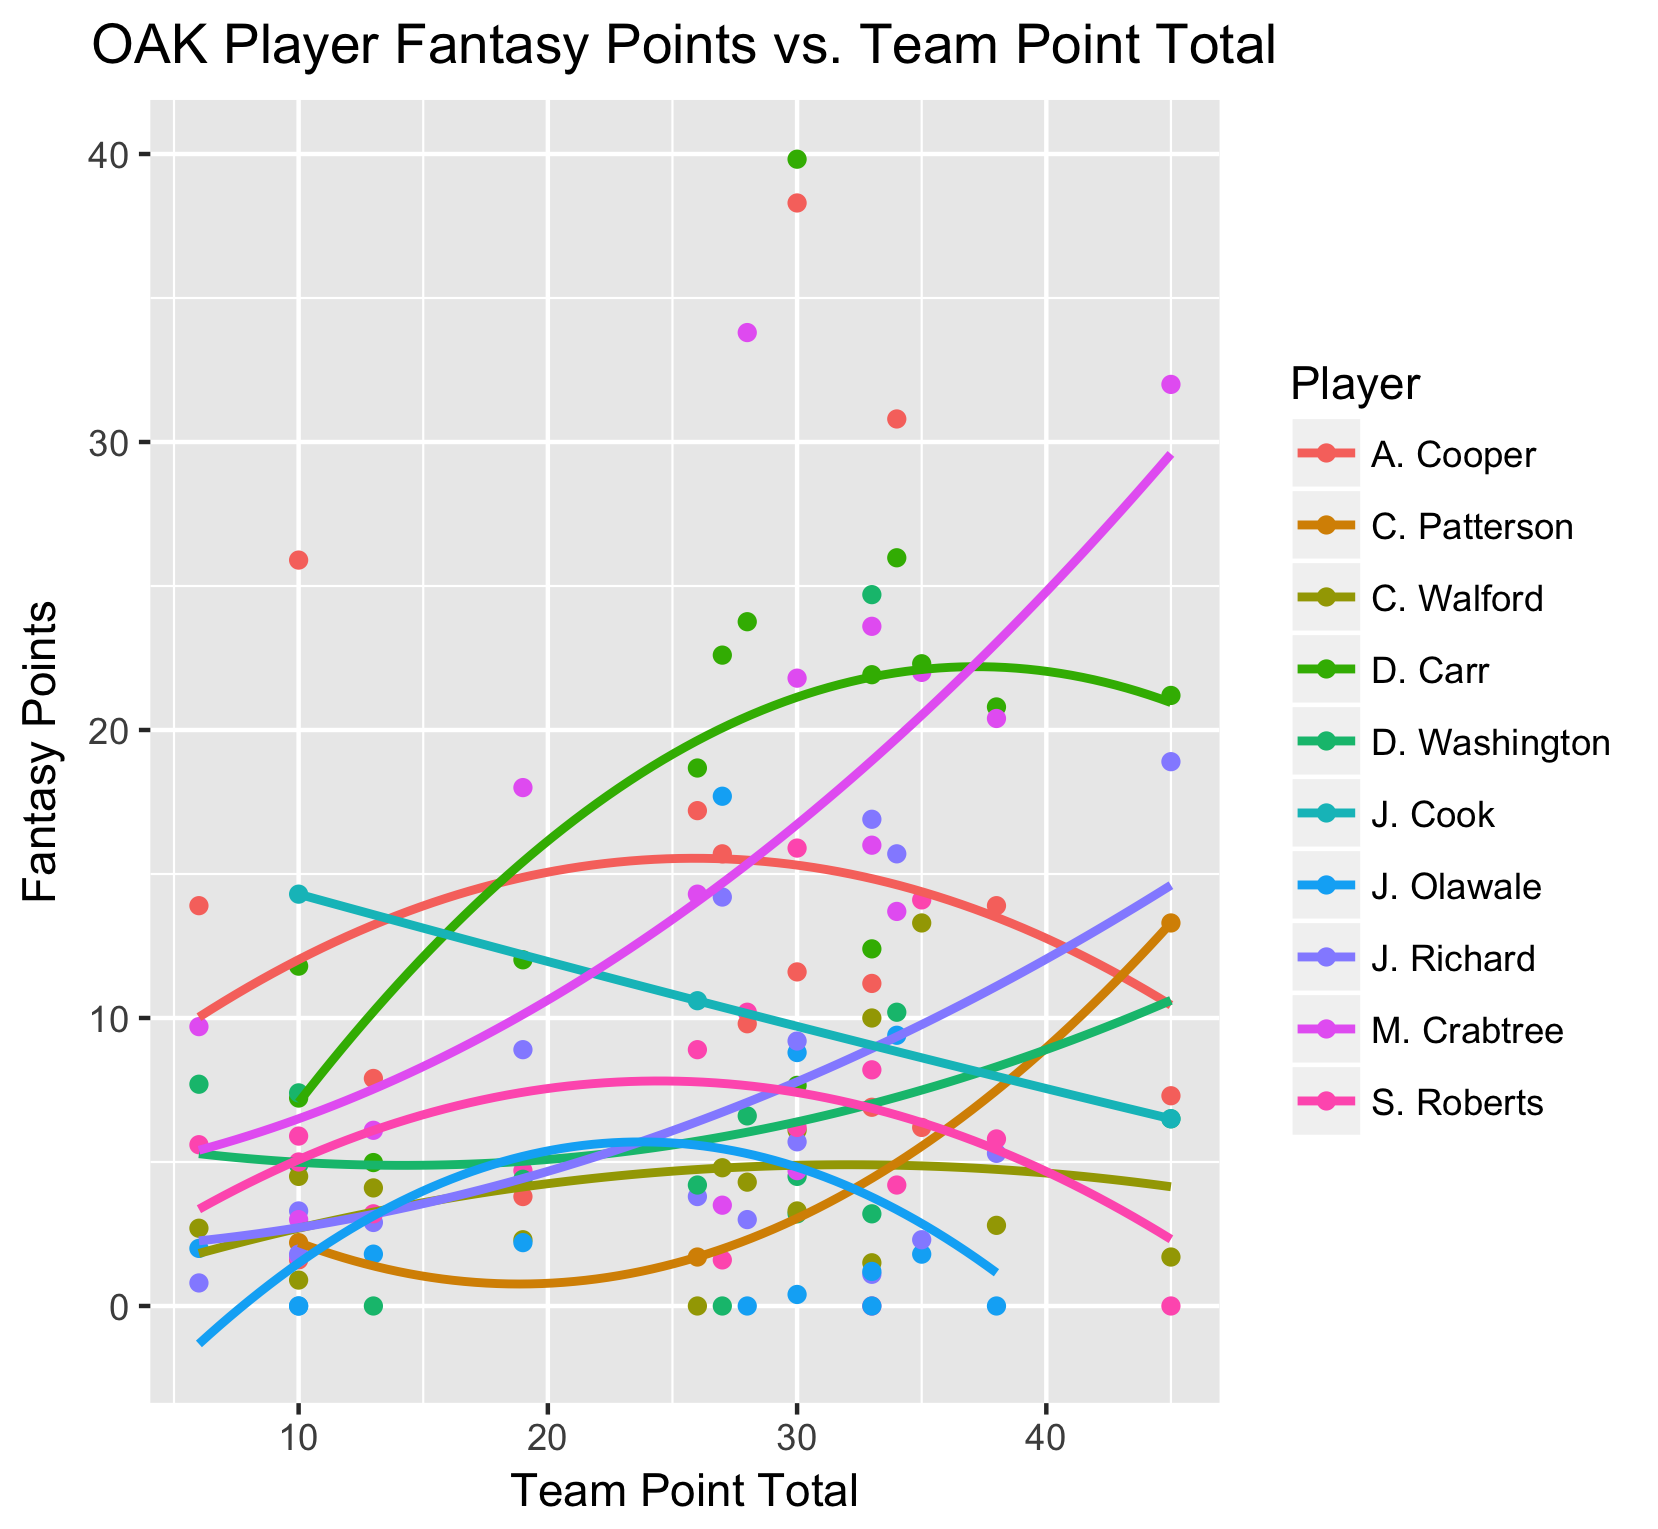 OAK Player Fantasy Points vs. Team Point Total
40
30
20
10
0
Fantasy Points
10 20 30 40
Team Point Total
Player
A. Cooper
C. Patterson
C. Walford
D. Carr
D. Washington
J. Cook
J. Olawale
J. Richard
M. Crabtree
S. Roberts